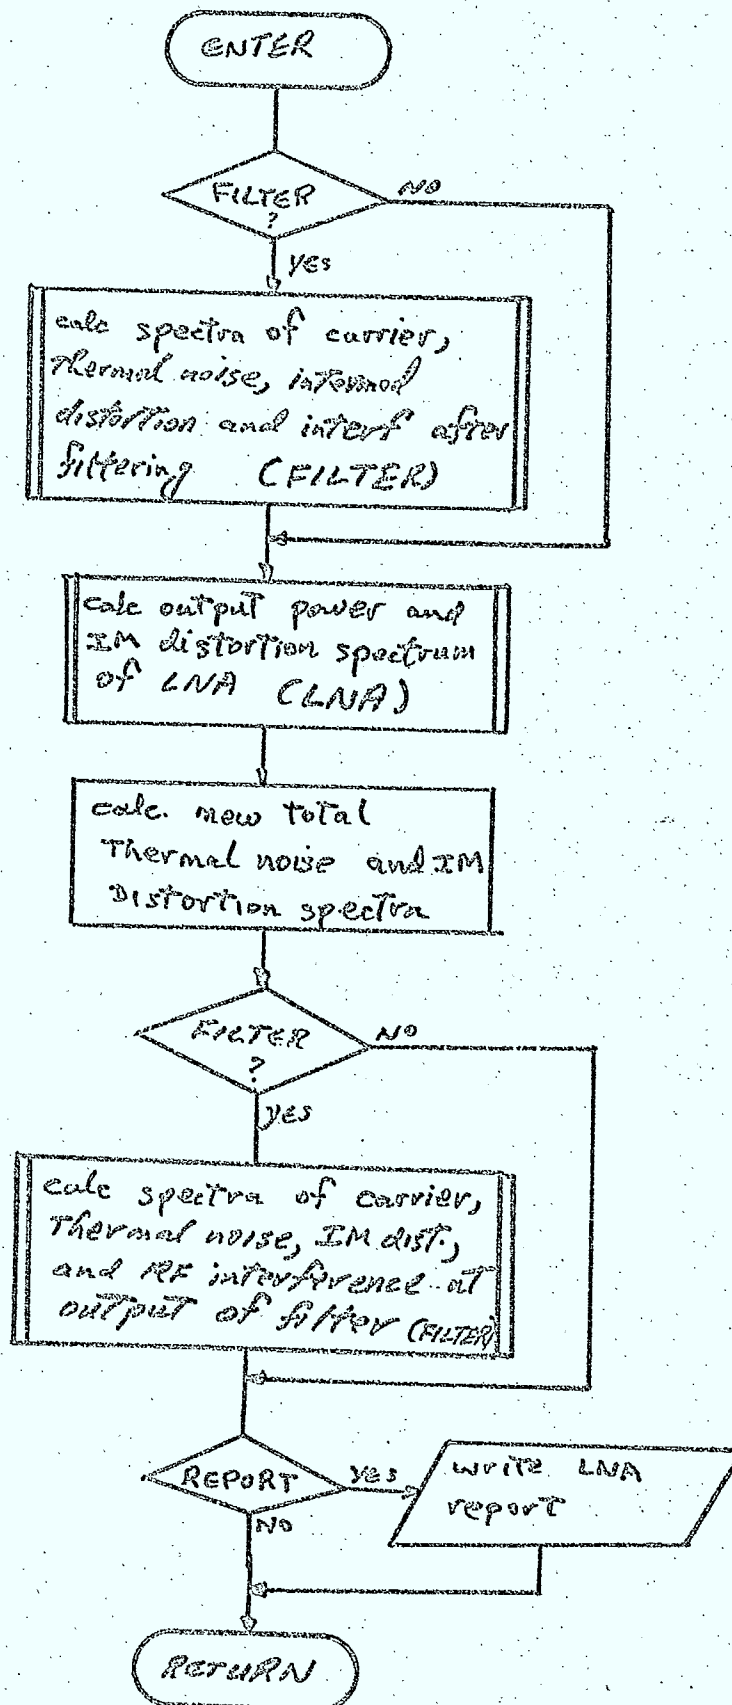 ENTER
FILTER
?
NO
YES
calc spectra of carrier,
Thermal noise, intermod
distortion and interf after
filtering (FILTER)
calc output power and
IM distortion spectrum
of LNA (LNA)
calc. new total
Thermal noise and IM
Distortion spectra
FILTER
?
NO
YES
calc spectra of carrier,
Thermal noise, IM dist.,
and RF interference at
output of filter (FILTER)
REPORT
YES
NO
write LNA
report
RETURN